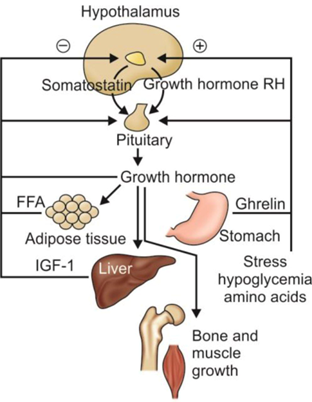 Hypothalamus
− +
Somatostatin Growth hormone RH
Pituitary
Growth hormone
FFA
Ghrelin
Adipose tissue
Stomach
IGF-1
Liver
Stress
hypoglycemia
amino acids
Bone and
muscle
growth